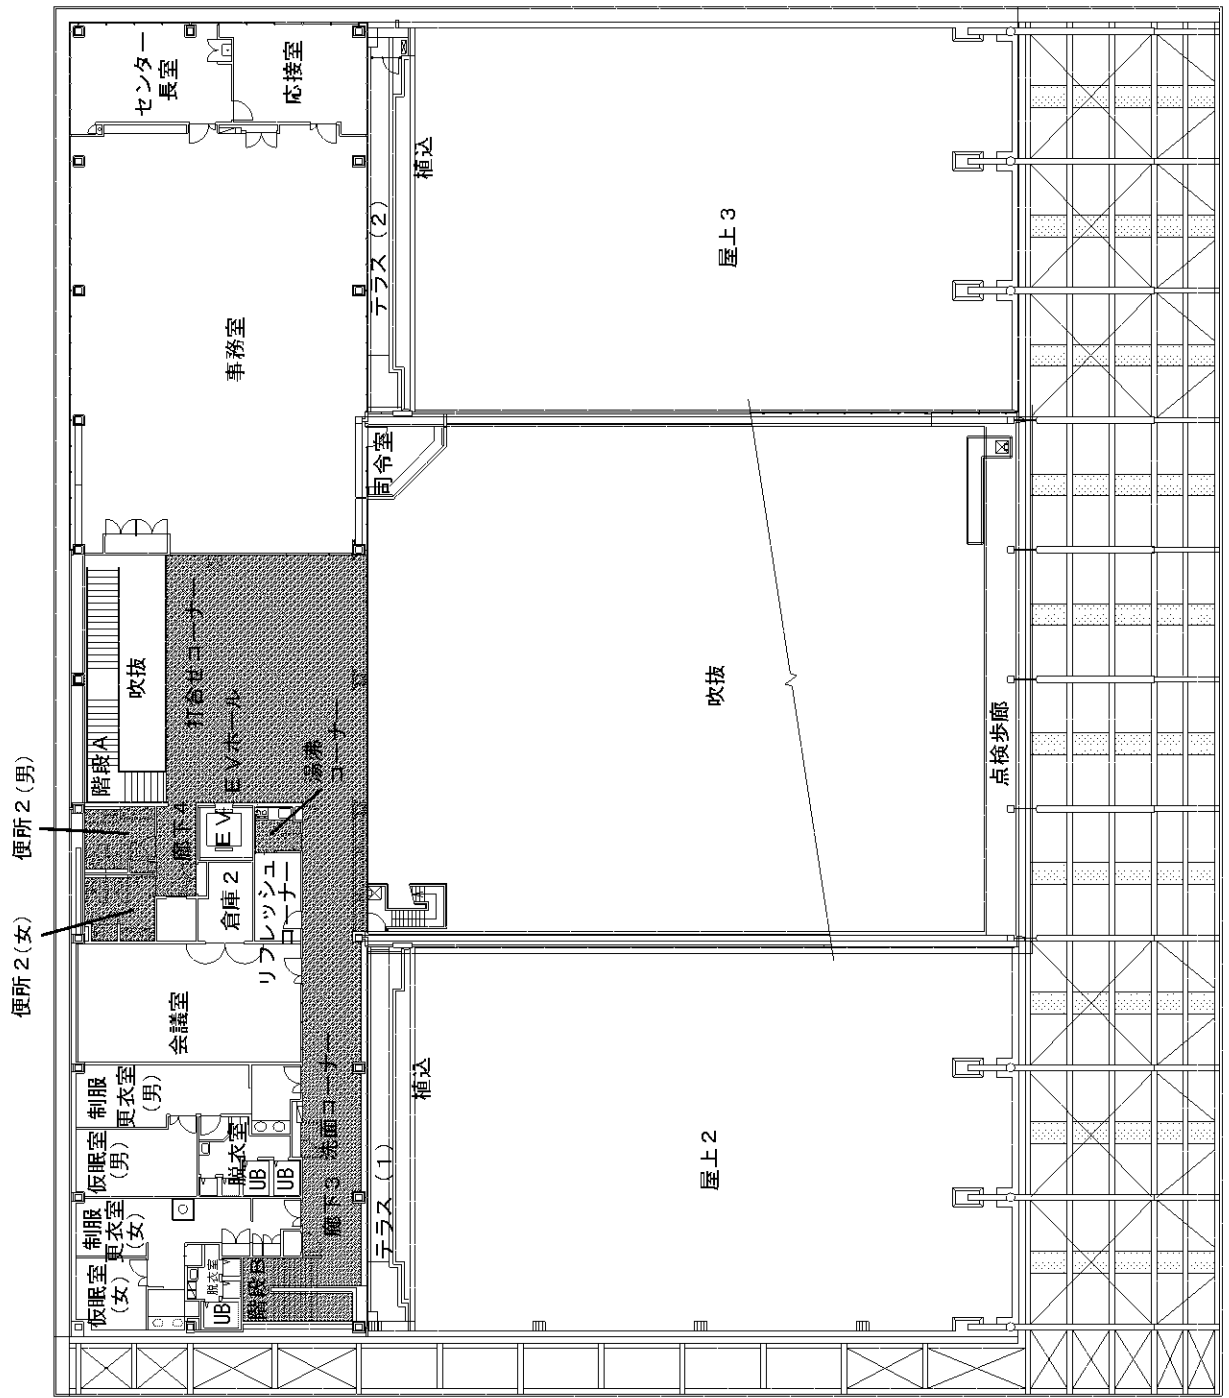 センター
長室
応接室
植込
テラス（2）
屋上3
事務室
司令室
打合せコーナー
吹抜
階段A
EVホール
湯沸
コーナー
吹抜
点検歩廊
便所2（男）
廊下4
EV
倉庫2
リフレッシュ
コーナー
便所2（女）
会議室
制服
更衣室
（男）
洗面コーナー
植込
仮眠室
（男）
脱衣室
UB
UB
廊下3
テラス（1）
屋上2
制服
更衣室
（女）
脱衣室
階段B
仮眠室
（女）
UB